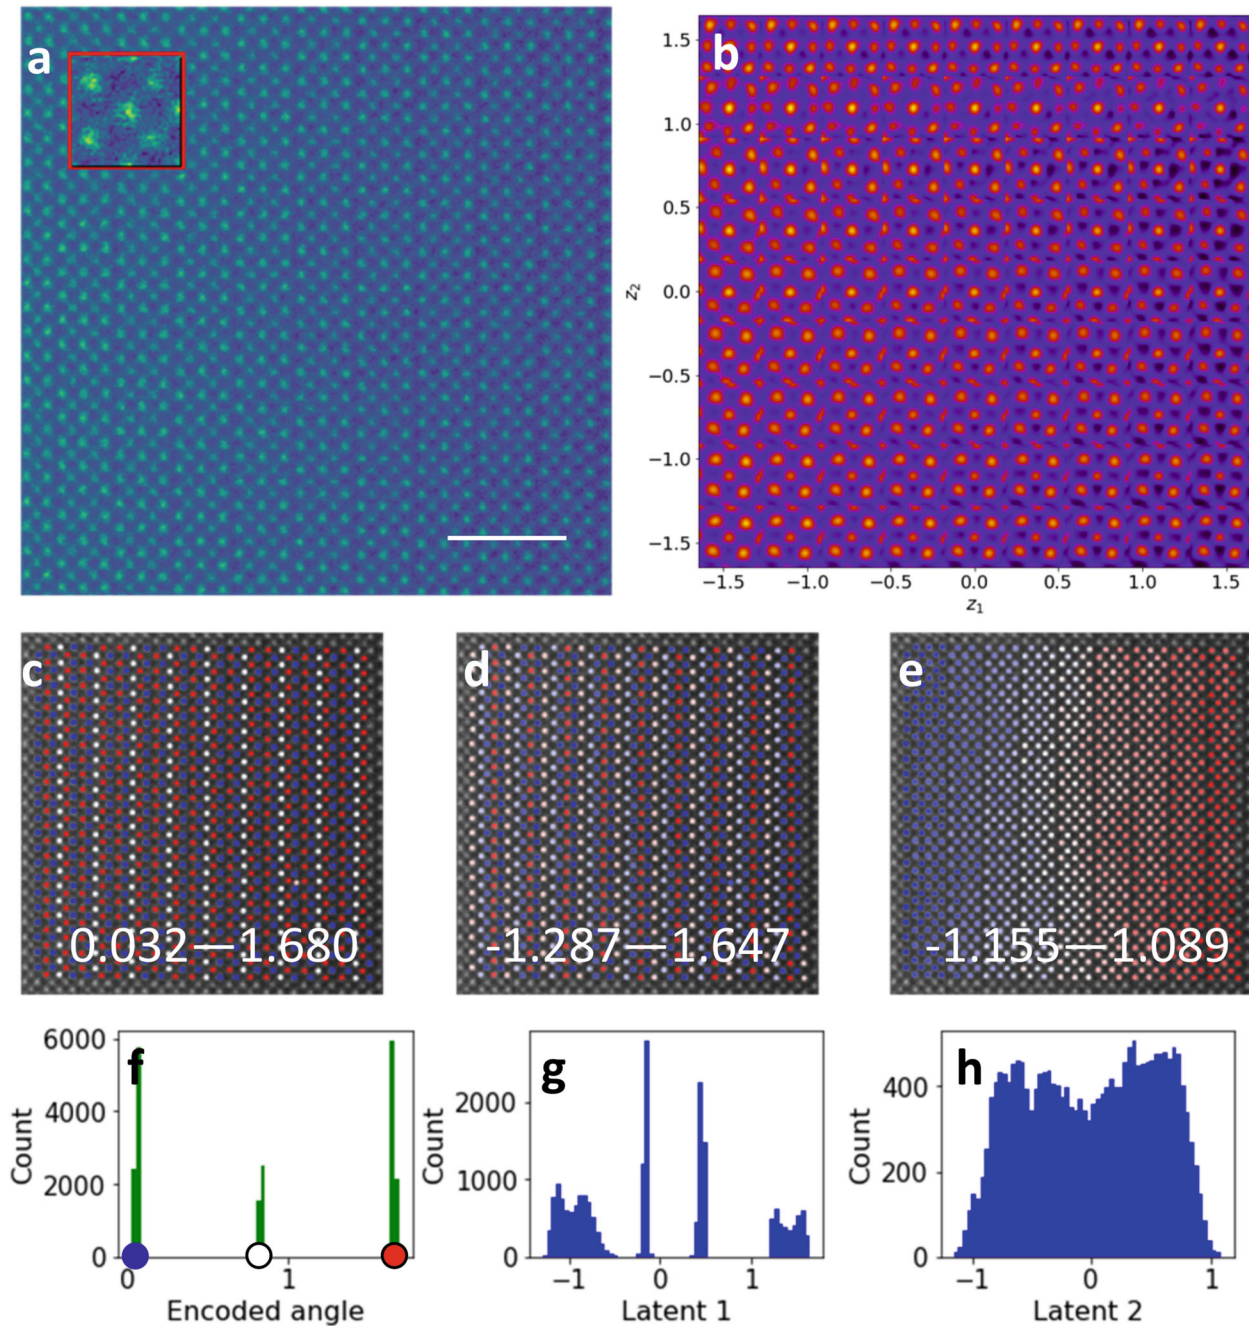 a
b
1.5
1.0
0.5
0.0
−0.5
−1.0
−1.5
z2
−1.5 −1.0 −0.5 0.0 0.5 1.0 1.5
z1
c
d
e
0.032—1.680
-1.287—1.647
-1.155—1.089
f
6000
4000
2000
0
Count
0 1
Encoded angle
g
2000
1000
0
Count
−1 0 1
Latent 1
h
400
200
0
Count
−1 0 1
Latent 2